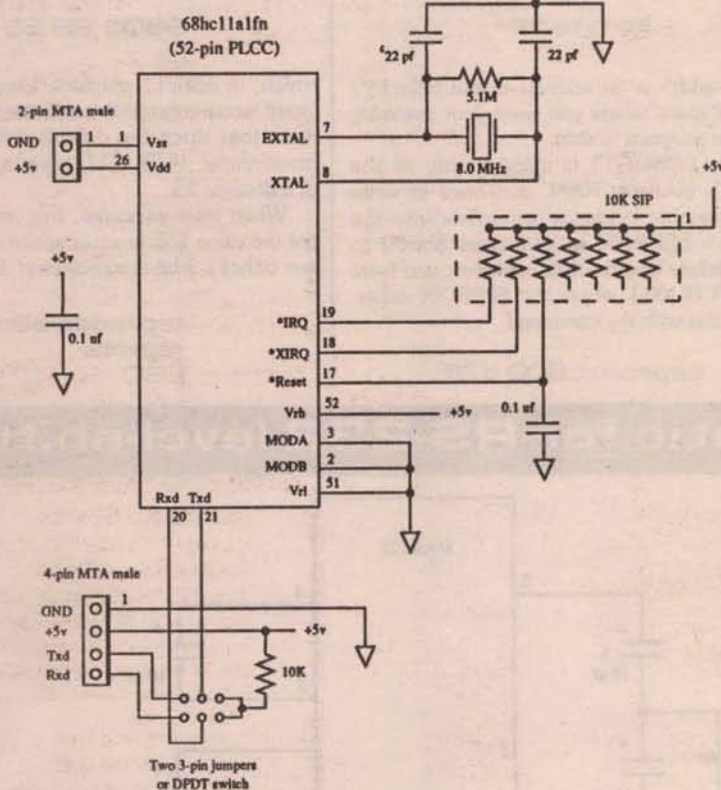 68hc11a1fn
(52-pin PLCC)
22 pf
22 pf
5.1M
8.0 MHz
2-pin MTA male
GND 1 1 Vss
+5v 26 Vdd
EXTAL 7
XTAL 8
+5v
10K SIP
+5v
0.1 uf
*IRQ 19
*XIRQ 18
*Reset 17
Vrh 52 +5v
0.1 uf
MODA 3
MODB 2
Vrl 51
Rxd Txd
20 21
4-pin MTA male
GND 1
+5v +5v
Txd
Rxd
10K
Two 3-pin jumpers
or DPDT switch